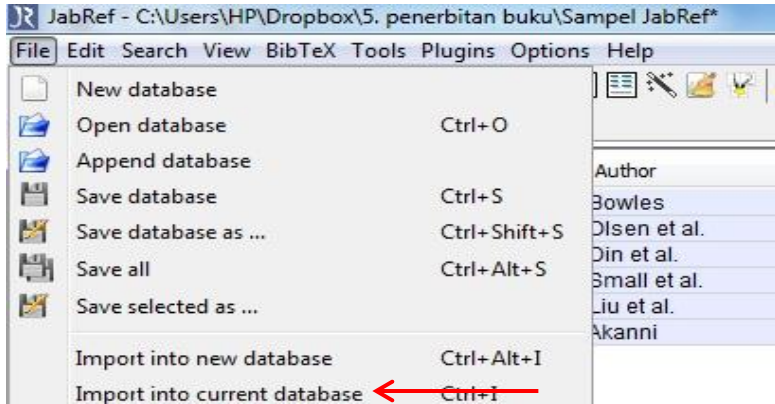 JabRef - C:\Users\HP\Dropbox\5. penerbitan buku\Sampel JabRef*
File Edit Search View BibTeX Tools Plugins Options Help
New database
Open database Ctrl+O
Append database
Author
Save database Ctrl+S
Bowles
Save database as ... Ctrl+Shift+S
Olsen et al.
Din et al.
Save all Ctrl+Alt+S
Small et al.
Save selected as ...
Liu et al.
Akanni
Import into new database Ctrl+Alt+I
Import into current database Ctrl+I